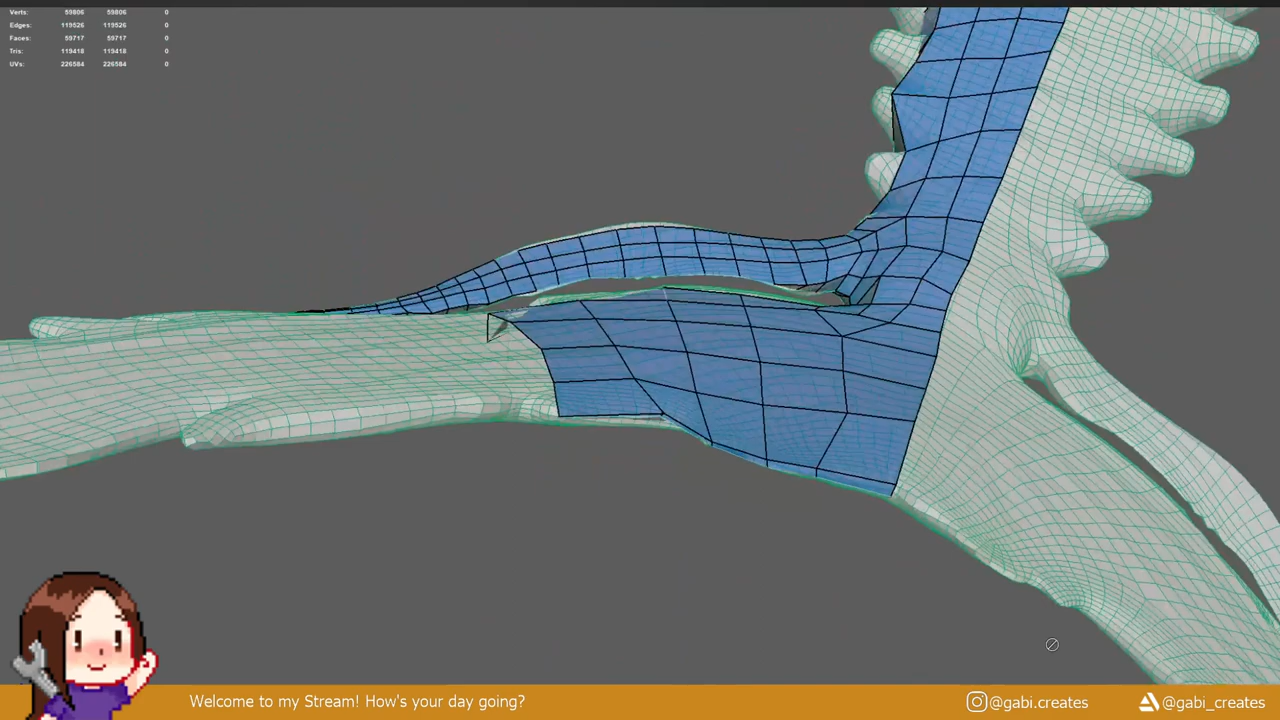 Verts: 59806 59806 0
Edges: 119526 119526 0
Faces: 59717 59717 0
Tris: 119418 119418 0
UVs: 226584 226584 0
Welcome to my Stream! How's your day going?
@gabi.creates
@gabi_creates